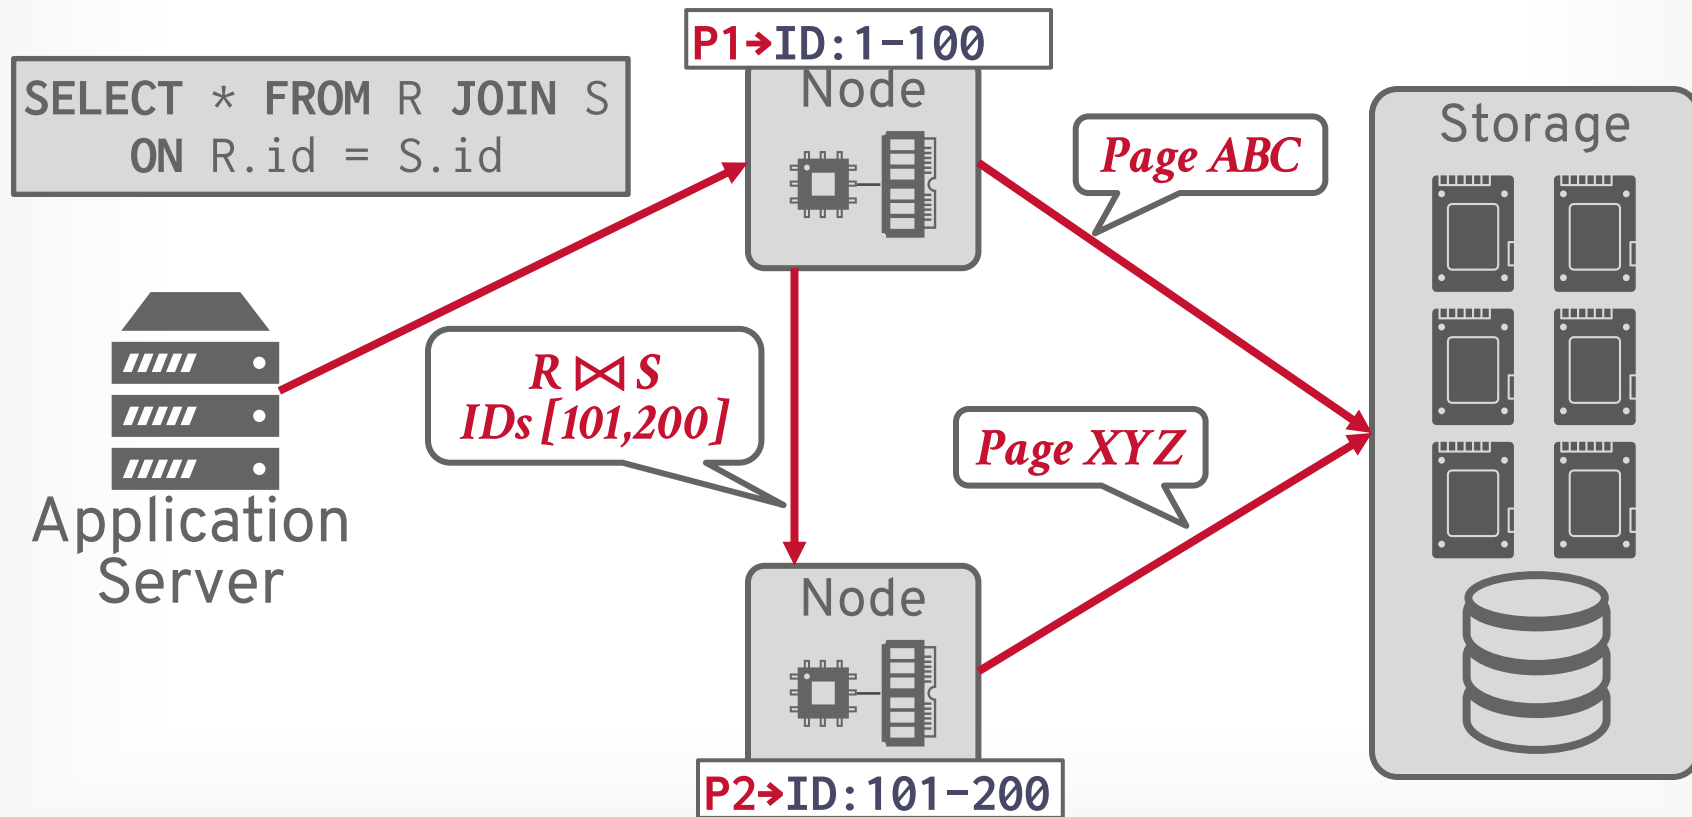 P1→ID:1-100
SELECT * FROM R JOIN S
ON R.id = S.id
Node
Storage
Page ABC
R ⋈ S
IDs [101,200]
Page XYZ
Application
Server
Node
P2→ID:101-200